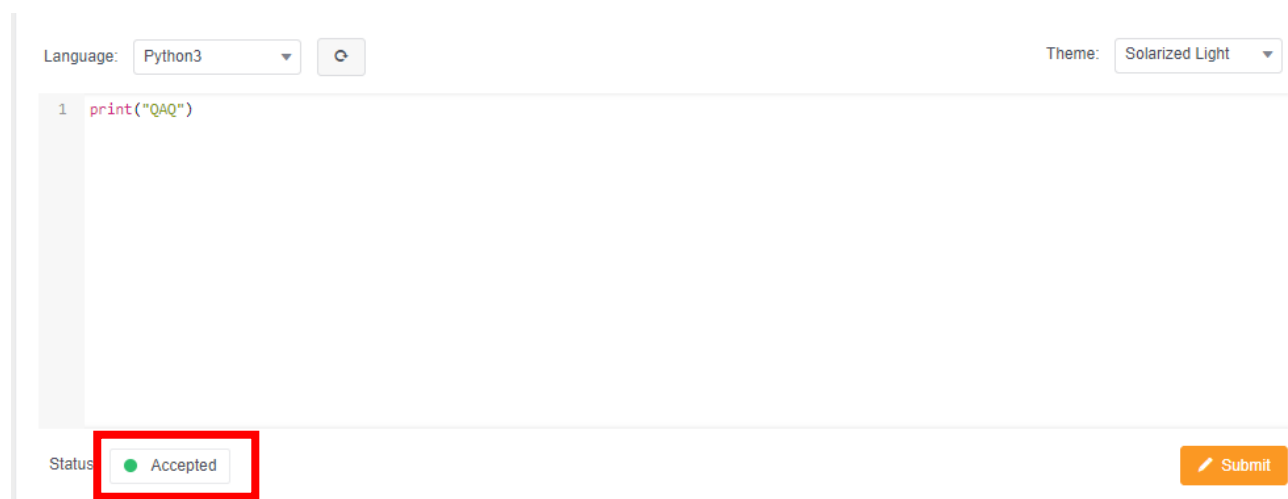 Language: Python3 Theme: Solarized Light
1 print("QAQ")
Status Accepted Submit